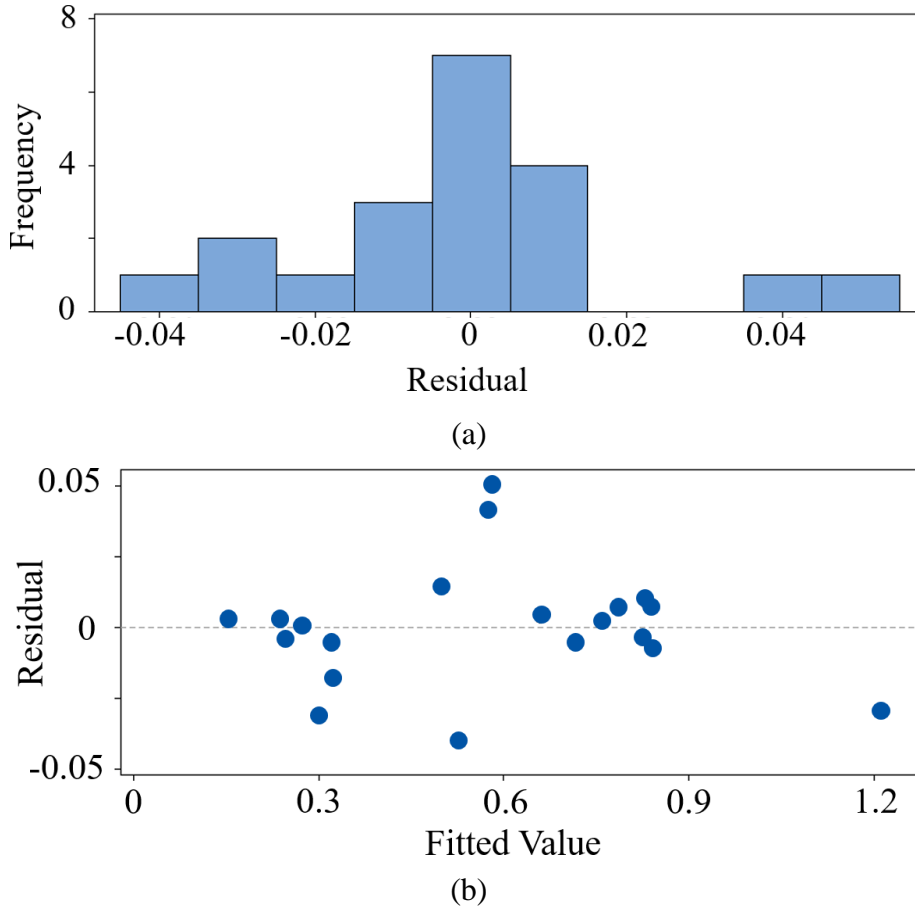 8
4
0
Frequency
-0.04 -0.02 0 0.02 0.04
Residual
(a)
0.05
0
-0.05
Residual
0 0.3 0.6 0.9 1.2
Fitted Value
(b)